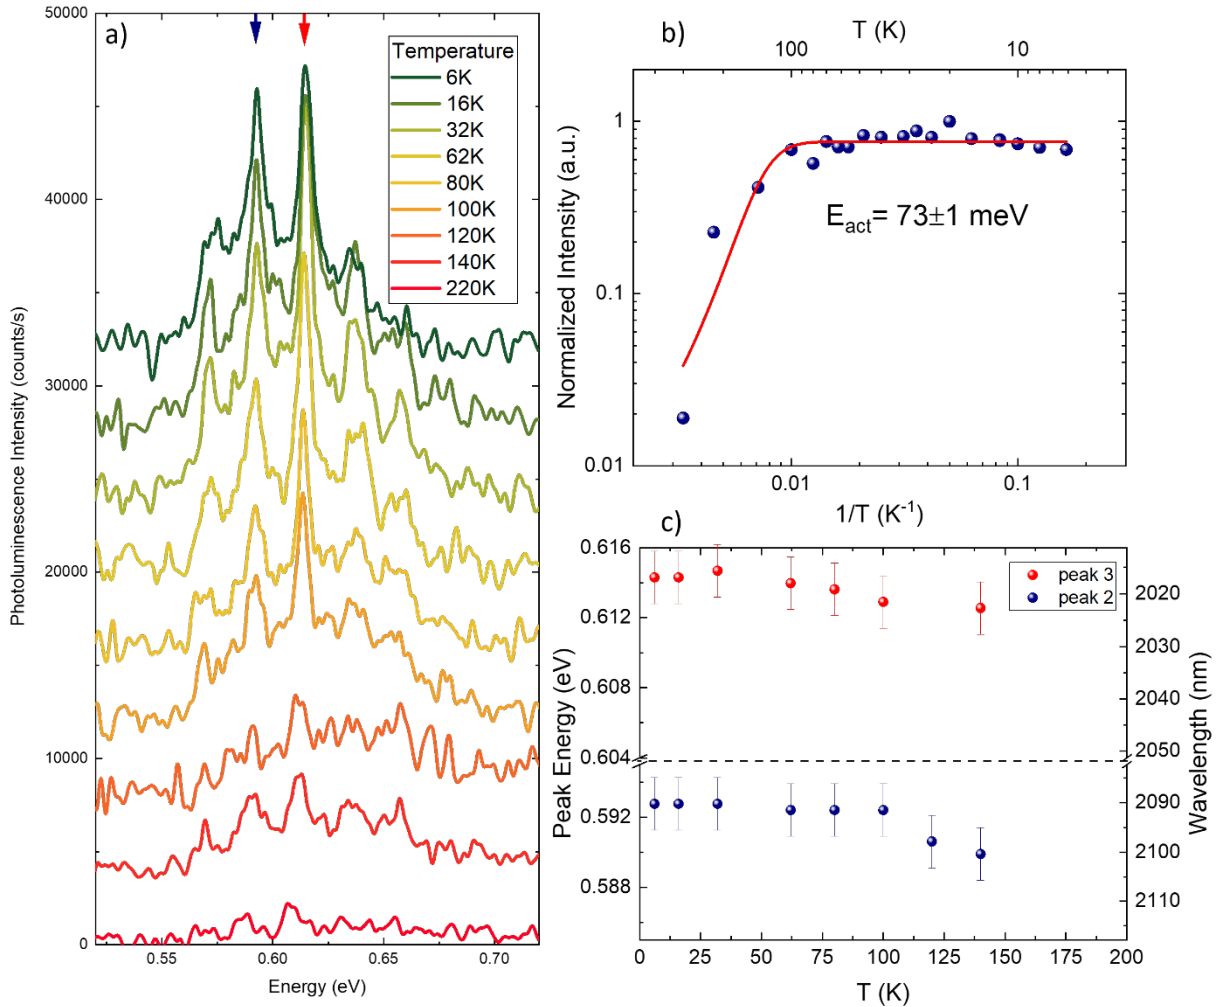 a)
50000
40000
30000
20000
10000
0
Photoluminescence Intensity (counts/s)
0.55
0.60
0.65
0.70
Energy (eV)
Temperature
6K
16K
32K
62K
80K
100K
120K
140K
220K
b)
T (K)
100
10
1
0.1
0.01
Normalized Intensity (a.u.)
E_act= 73±1 meV
0.01
0.1
1/T (K⁻¹)
c)
0.616
0.612
0.608
0.604
0.592
0.588
Peak Energy (eV)
peak 3
peak 2
2020
2030
2040
2050
2090
2100
2110
Wavelength (nm)
0
25
50
75
100
125
150
175
200
T (K)